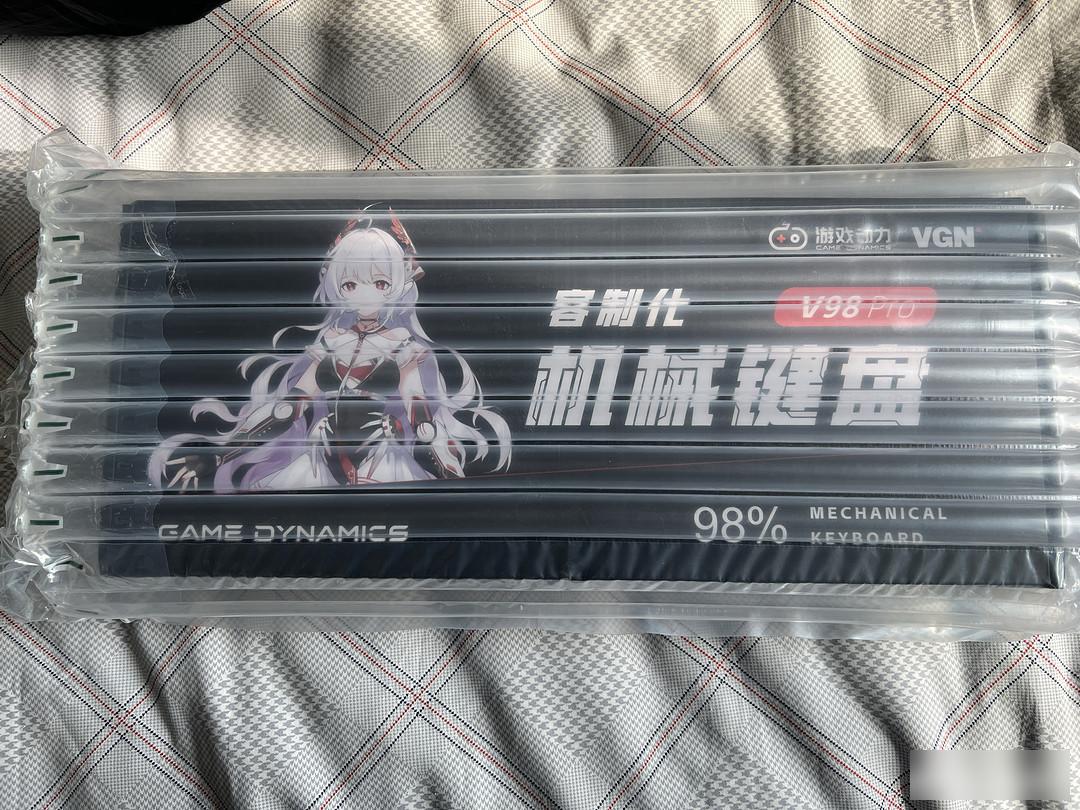 游戏动力 VGN
GAME DYNAMICS
客制化 V98 Pro
机械键盘
GAME DYNAMICS 98% MECHANICAL
KEYBOARD